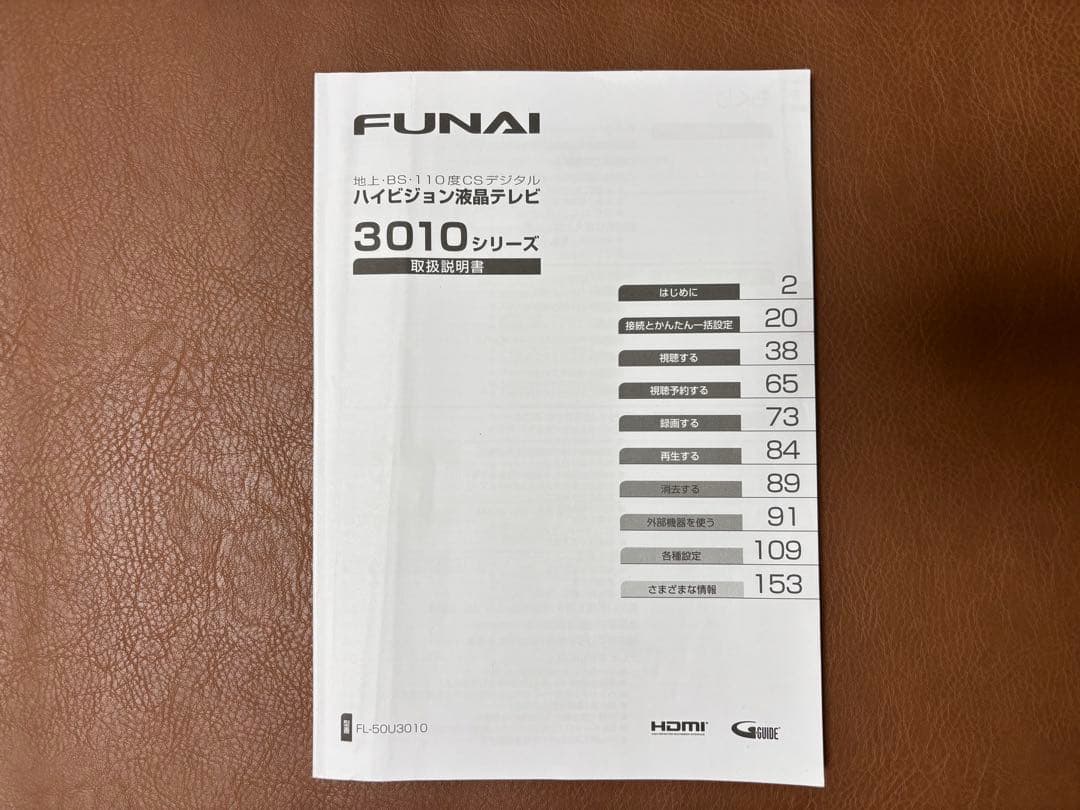 FUNAI
地上・BS・110度CSデジタル
ハイビジョン液晶テレビ
3010シリーズ
取扱説明書
はじめに 2
接続とかんたん一括設定 20
視聴する 38
視聴予約する 65
録画する 73
再生する 84
消去する 89
外部機器を使う 91
各種設定 109
さまざまな情報 153
FL-50U3010
HDMI
G GUIDE